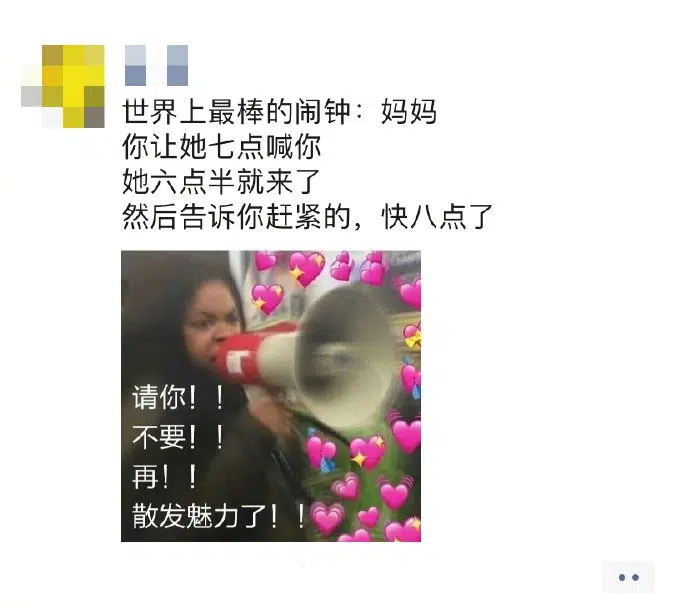 世界上最棒的闹钟：妈妈
你让她七点喊你
她六点半就来了
然后告诉你赶紧的，快八点了
请你！！
不要！！
再！！
散发魅力了！！